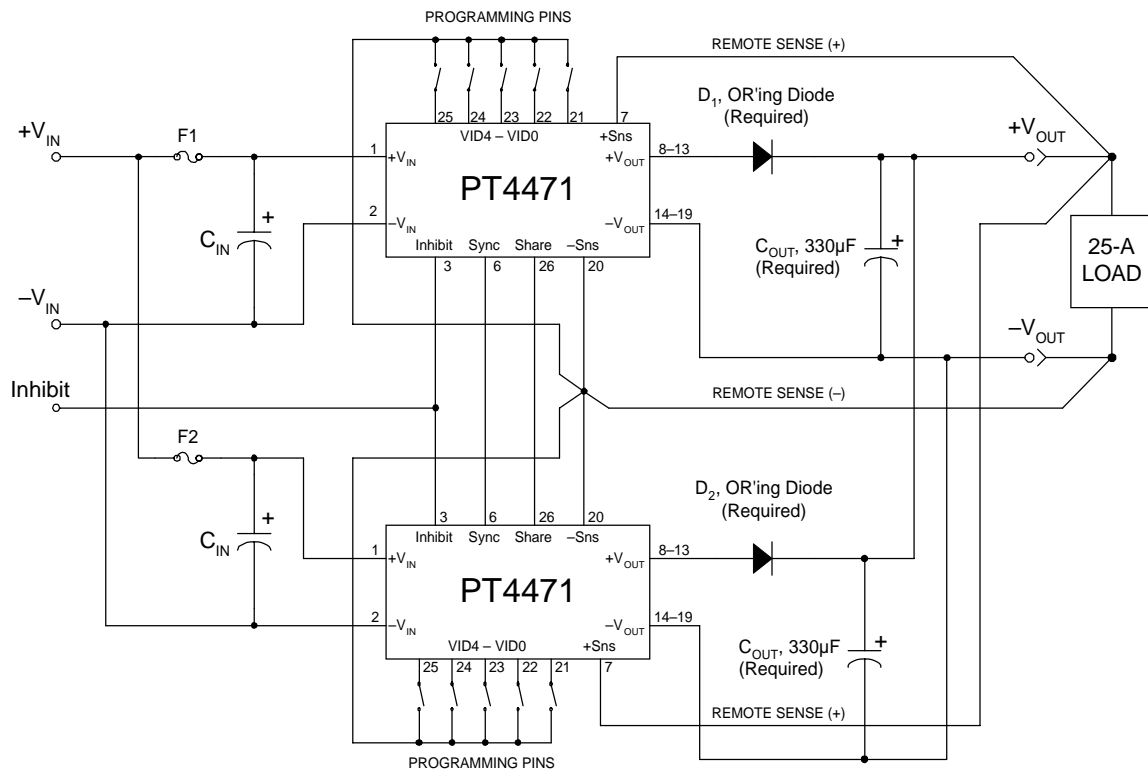 PROGRAMMING PINS
REMOTE SENSE (+)
25 24 23 22 21 7
VID4 – VID0 +Sns
D1, OR'ing Diode
(Required)
+VIN
F1
1 +VIN
+VOUT 8–13
+VOUT
PT4471
CIN
+
2 –VIN
–VOUT 14–19
COUT, 330µF
(Required)
+
25-A
LOAD
Inhibit Sync Share –Sns
3 6 26 20
–VIN
–VOUT
Inhibit
REMOTE SENSE (–)
F2
D2, OR'ing Diode
(Required)
3 6 26 20
Inhibit Sync Share –Sns
CIN
+
1 +VIN
+VOUT 8–13
PT4471
2 –VIN
–VOUT 14–19
COUT, 330µF
(Required)
+
VID4 – VID0 +Sns
25 24 23 22 21 7
REMOTE SENSE (+)
PROGRAMMING PINS